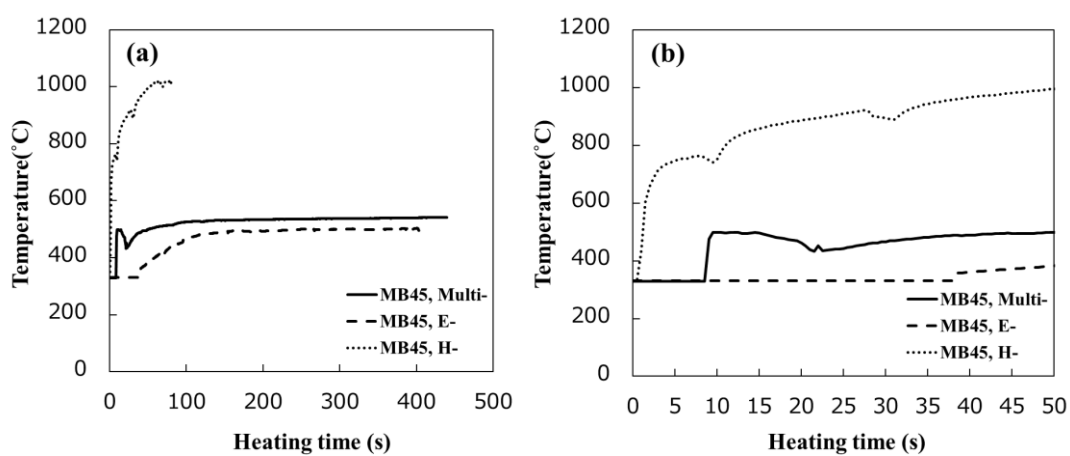 (a)
1200
1000
800
600
400
200
0
Temperature(°C)
MB45, Multi-
MB45, E-
MB45, H-
0 100 200 300 400 500
Heating time (s)
(b)
1200
1000
800
600
400
200
0
Temperature(°C)
MB45, Multi-
MB45, E-
MB45, H-
0 5 10 15 20 25 30 35 40 45 50
Heating time (s)